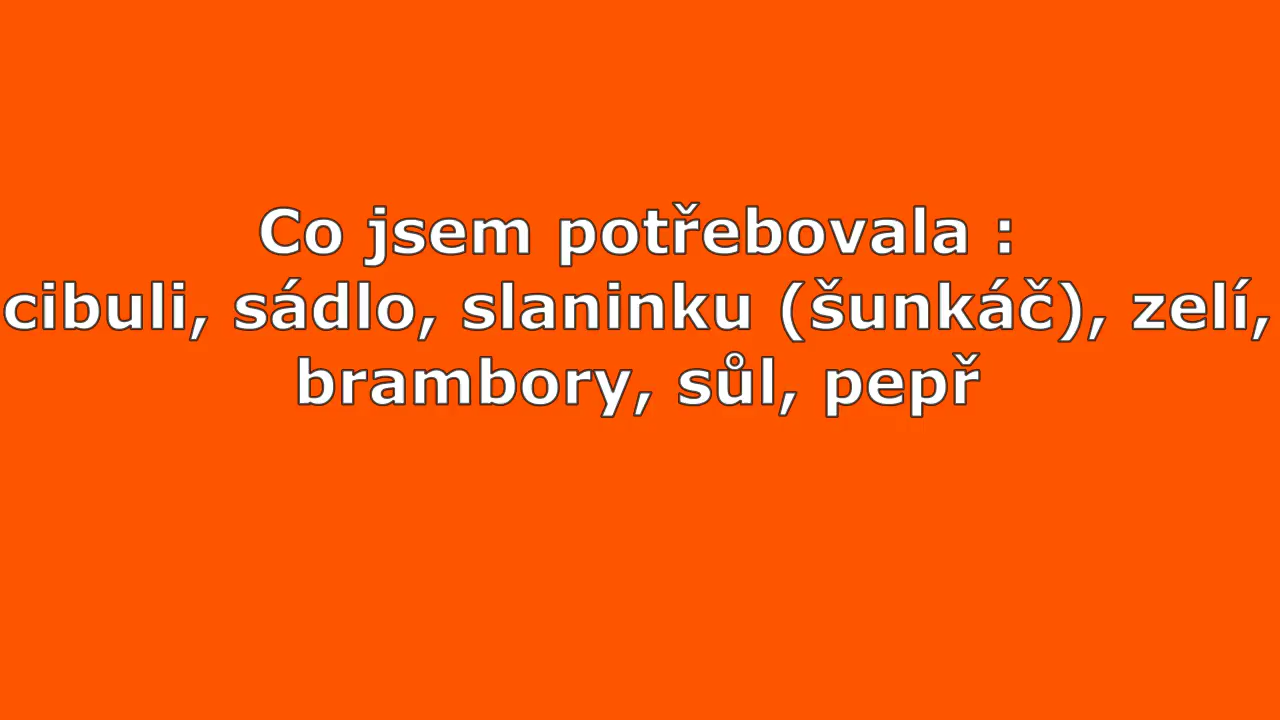 Co jsem potřebovala :
cibuli, sádlo, slaninku (šunkáč), zelí,
brambory, sůl, pepř